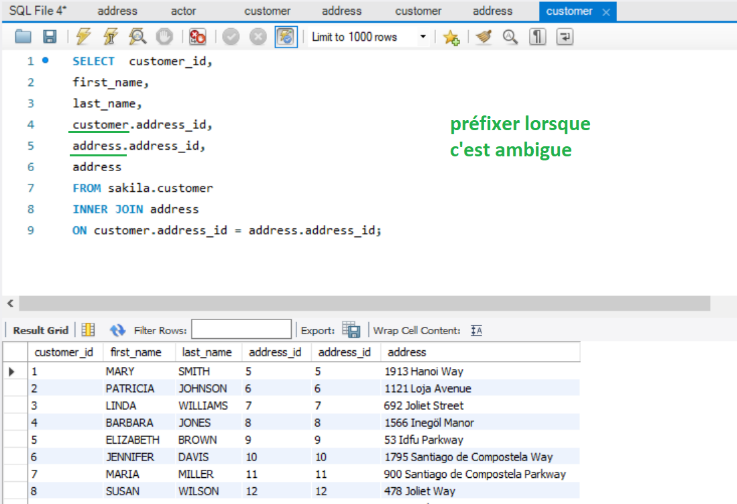 SQL File 4* address actor customer address customer address customer ×
Limit to 1000 rows
1 SELECT customer_id,
2 first_name,
3 last_name,
4 customer.address_id,
5 address.address_id,
6 address
7 FROM sakila.customer
8 INNER JOIN address
9 ON customer.address_id = address.address_id;
préfixer lorsque
c'est ambigue
Result Grid Filter Rows: Export: Wrap Cell Content:
customer_id first_name last_name address_id address_id address
1 MARY SMITH 5 5 1913 Hanoi Way
2 PATRICIA JOHNSON 6 6 1121 Loja Avenue
3 LINDA WILLIAMS 7 7 692 Joliet Street
4 BARBARA JONES 8 8 1566 Inegöl Manor
5 ELIZABETH BROWN 9 9 53 Idfu Parkway
6 JENNIFER DAVIS 10 10 1795 Santiago de Compostela Way
7 MARIA MILLER 11 11 900 Santiago de Compostela Parkway
8 SUSAN WILSON 12 12 478 Joliet Way